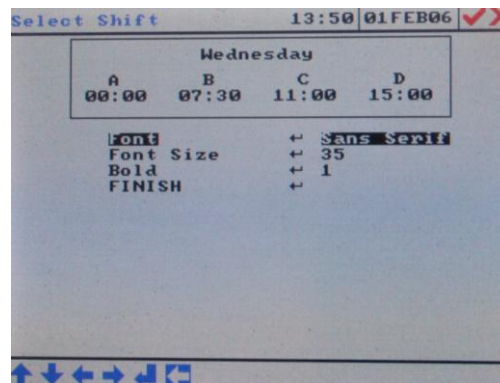 Select Shift 13:50 01FEB06
Wednesday
A B C D
00:00 07:30 11:00 15:00
Font ↵ Sans Serif
Font Size ↵ 35
Bold ↵ 1
FINISH ↵